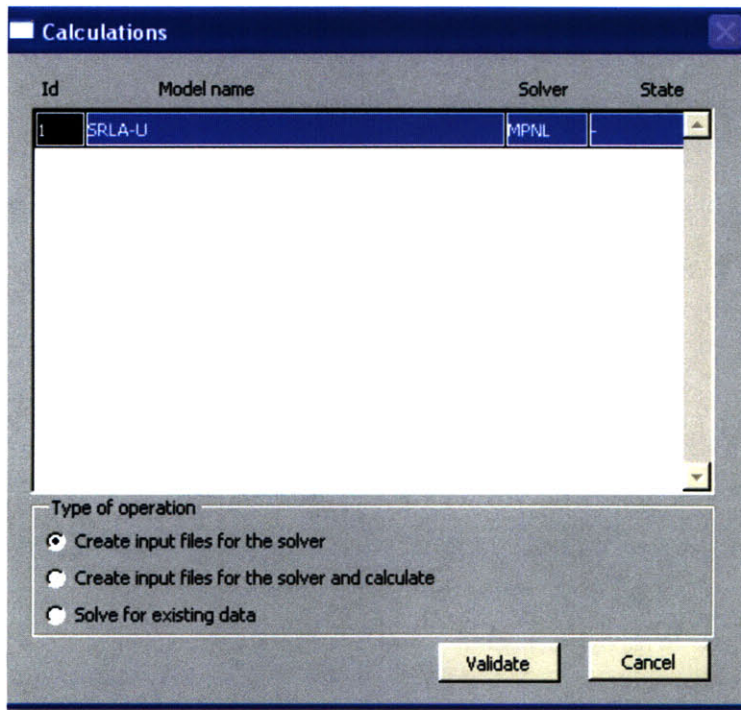 Calculations
Id Model name Solver State
1 SRLA-U MPNL -
Type of operation
Create input files for the solver
Create input files for the solver and calculate
Solve for existing data
Validate Cancel